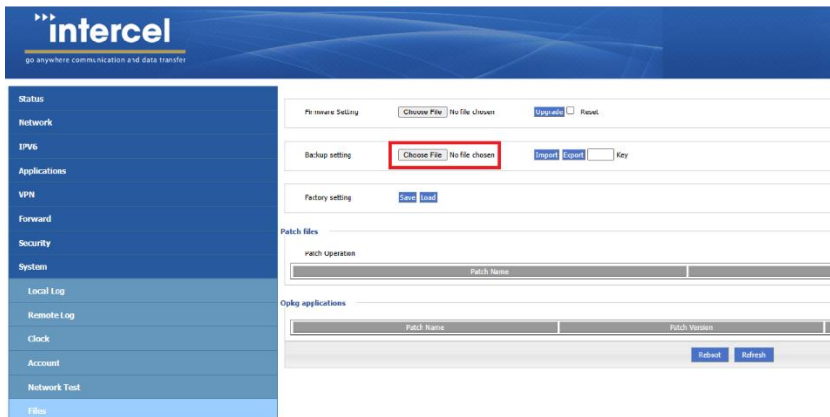 intercel
go anywhere communication and data transfer
Status
Network
IPV6
Applications
VPN
Forward
Security
System
Local Log
Remote Log
Clock
Account
Network Test
Files
Firmware Setting Choose File No file chosen Upgrade Reset
Backup setting Choose File No file chosen Import Export Key
Factory setting Save Load
Patch files
Patch Operation
Patch Name
Opkg applications
Patch Name Patch Version
Reboot Refresh